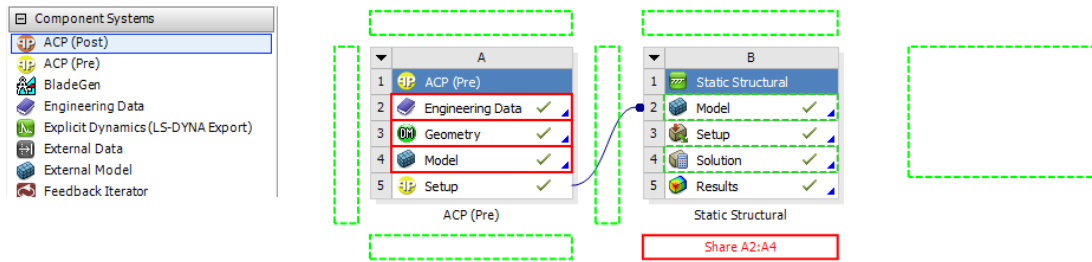 Component Systems
ACP (Post)
ACP (Pre)
BladeGen
Engineering Data
Explicit Dynamics (LS-DYNA Export)
External Data
External Model
Feedback Iterator
A
1 ACP (Pre)
2 Engineering Data
3 Geometry
4 Model
5 Setup
ACP (Pre)
B
1 Static Structural
2 Model
3 Setup
4 Solution
5 Results
Static Structural
Share A2:A4